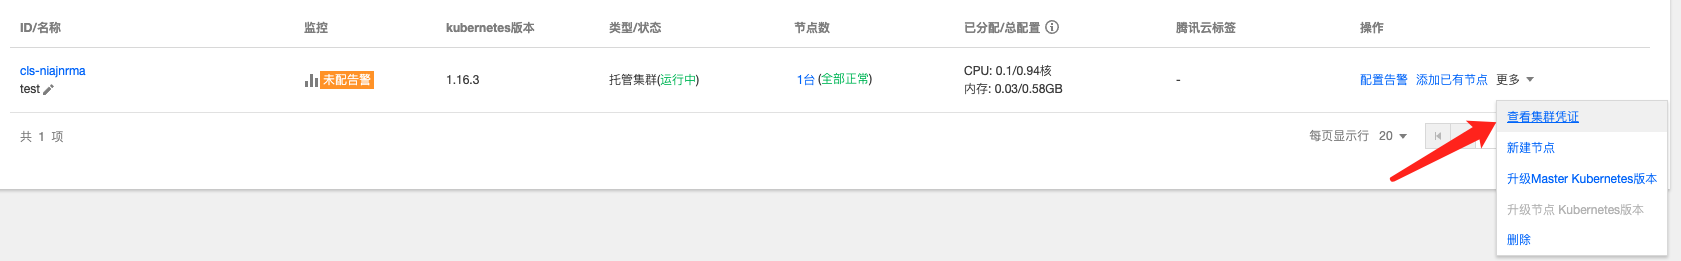 ID/名称 监控 kubernetes版本 类型/状态 节点数 已分配/总配置 腾讯云标签 操作
cls-niajnrma
test
未配告警
1.16.3
托管集群(运行中)
1台 (全部正常)
CPU: 0.1/0.94核
内存: 0.03/0.58GB
-
配置告警 添加已有节点 更多
查看集群凭证
新建节点
升级Master Kubernetes版本
升级节点 Kubernetes版本
删除
共 1 项
每页显示行 20